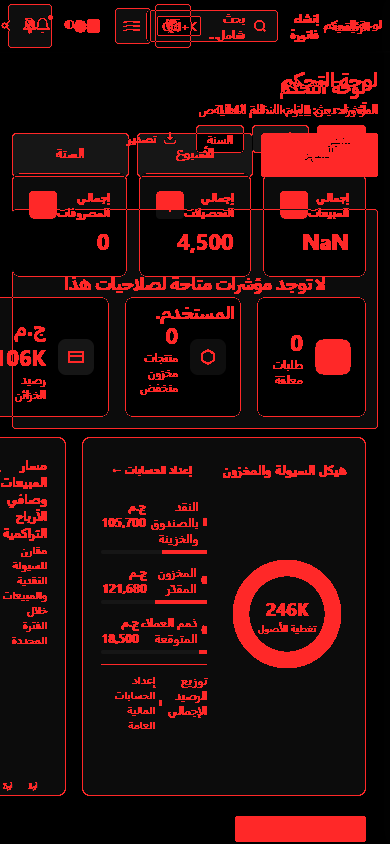 إنشاء فاتورة
بحث شامل...
لوحة التحكم
السنة
تصدير
الأسبوع
السنة
إجمالي المبيعات
NaN
إجمالي التحصيلات
4,500
إجمالي المصروفات
0
لا توجد مؤشرات متاحة لصلاحيات هذا المستخدم.
0
طلبات معلقة
0
منتجات مخزون منخفض
ج.م
106K
رصيد الخزائن
هيكل السيولة والمخزون
إعداد الحسابات ←
246K
تغطية الأصول
النقد بالصندوق والخزينة
ج.م 105,700
المخزون المقدر
ج.م 121,680
ذمم العملاء المتوقعة
ج.م 18,500
توزيع الرصيد الإجمالي
إعداد الحسابات المالية العامة
مسار المبيعات وصافي الأرباح التراكمية
مقارن للسيولة النقدية والمبيعات خلال الفترة المحددة